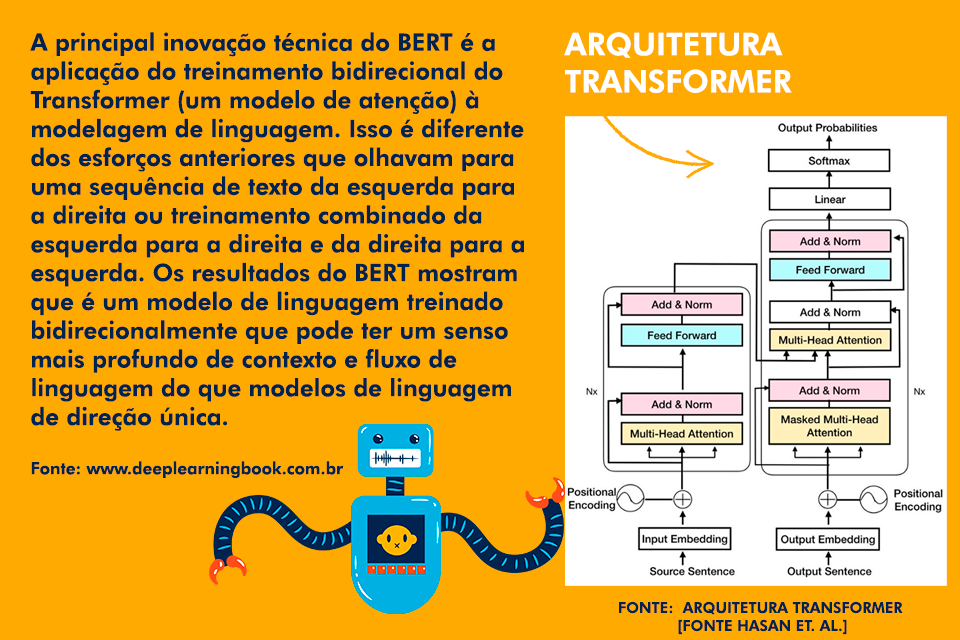 A principal inovação técnica do BERT é a
aplicação do treinamento bidirecional do
Transformer (um modelo de atenção) à
modelagem de linguagem. Isso é diferente
dos esforços anteriores que olhavam para
uma sequência de texto da esquerda para
a direita ou treinamento combinado da
esquerda para a direita e da direita para a
esquerda. Os resultados do BERT mostram
que é um modelo de linguagem treinado
bidirecionalmente que pode ter um senso
mais profundo de contexto e fluxo de
linguagem do que modelos de linguagem
de direção única.
Fonte: www.deeplearningbook.com.br
ARQUITETURA
TRANSFORMER
Output Probabilities
Softmax
Linear
Add & Norm
Feed Forward
Add & Norm
Multi-Head Attention
Add & Norm
Masked Multi-Head
Attention
Nx
Add & Norm
Feed Forward
Nx
Add & Norm
Multi-Head Attention
Positional
Encoding
Positional
Encoding
Input Embedding
Output Embedding
Source Sentence
Output Sentence
FONTE: ARQUITETURA TRANSFORMER
[FONTE HASAN ET. AL.]